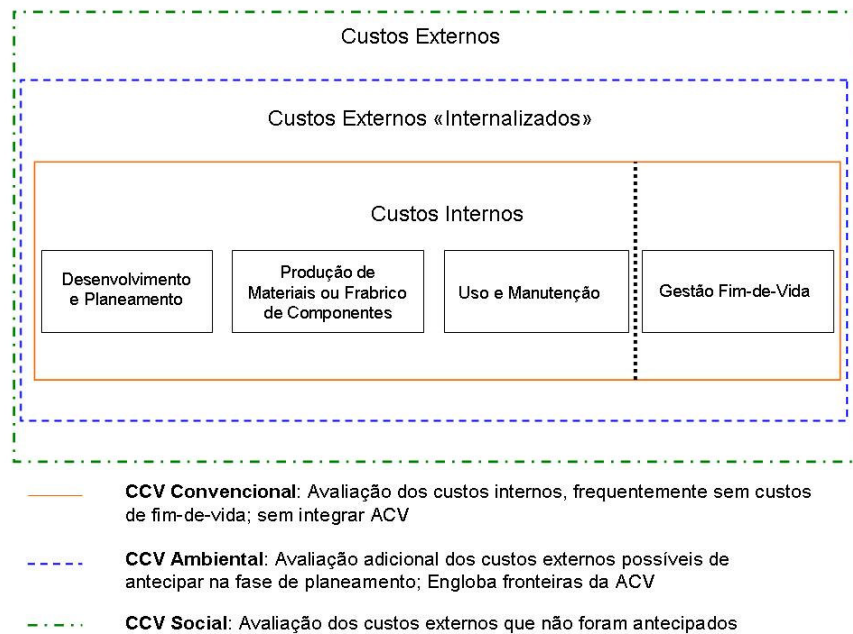 Custos Externos
Custos Externos «Internalizados»
Custos Internos
Desenvolvimento
e Planeamento
Produção de
Materiais ou Frabrico
de Componentes
Uso e Manutenção
Gestão Fim-de-Vida
CCV Convencional: Avaliação dos custos internos, frequentemente sem custos
de fim-de-vida; sem integrar ACV
CCV Ambiental: Avaliação adicional dos custos externos possíveis de
antecipar na fase de planeamento; Engloba fronteiras da ACV
CCV Social: Avaliação dos custos externos que não foram antecipados